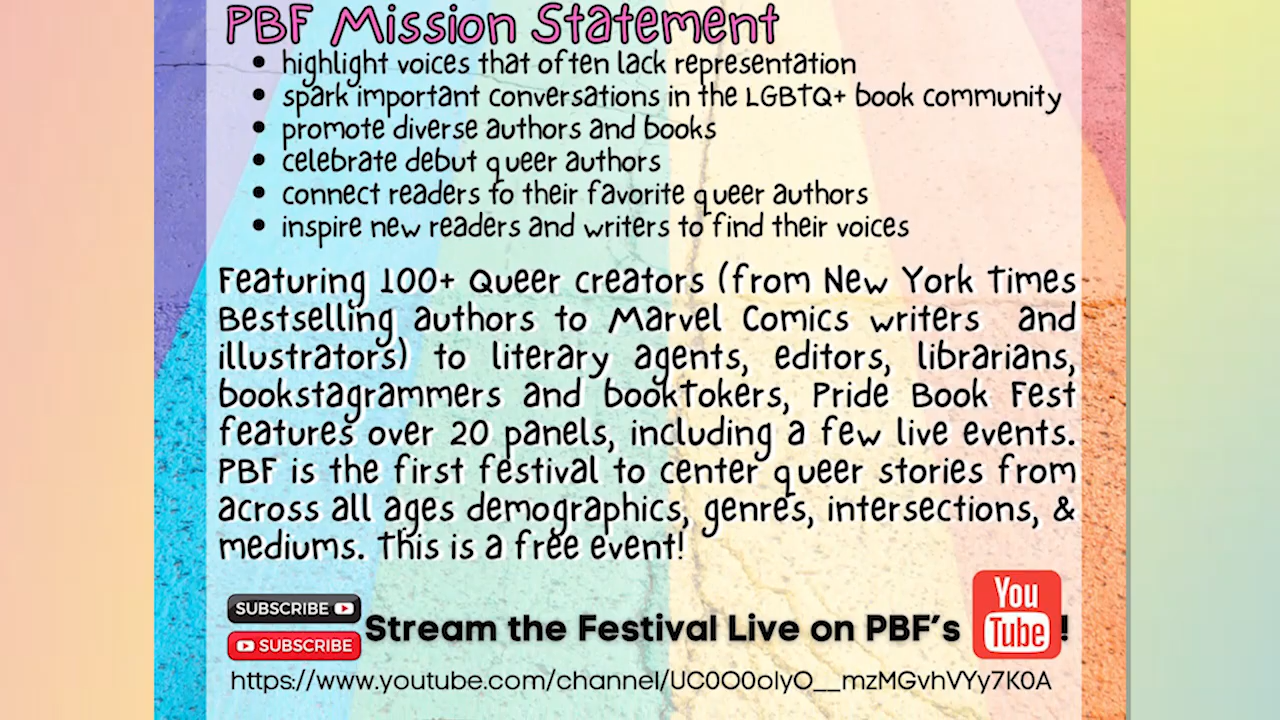 PBF Mission Statement
• highlight voices that often lack representation
• spark important conversations in the LGBTQ+ book community
• promote diverse authors and books
• celebrate debut queer authors
• connect readers to their favorite queer authors
• inspire new readers and writers to find their voices
Featuring 100+ Queer creators (from New York Times
Bestselling authors to Marvel Comics writers and
illustrators) to literary agents, editors, librarians,
bookstagrammers and booktokers, Pride Book Fest
features over 20 panels, including a few live events.
PBF is the first festival to center queer stories from
across all ages demographics, genres, intersections, &
mediums. This is a free event!
SUBSCRIBE
SUBSCRIBE
Stream the Festival Live on PBF's YouTube!
https://www.youtube.com/channel/UC0O0olyO__mzMGvhVYy7K0A